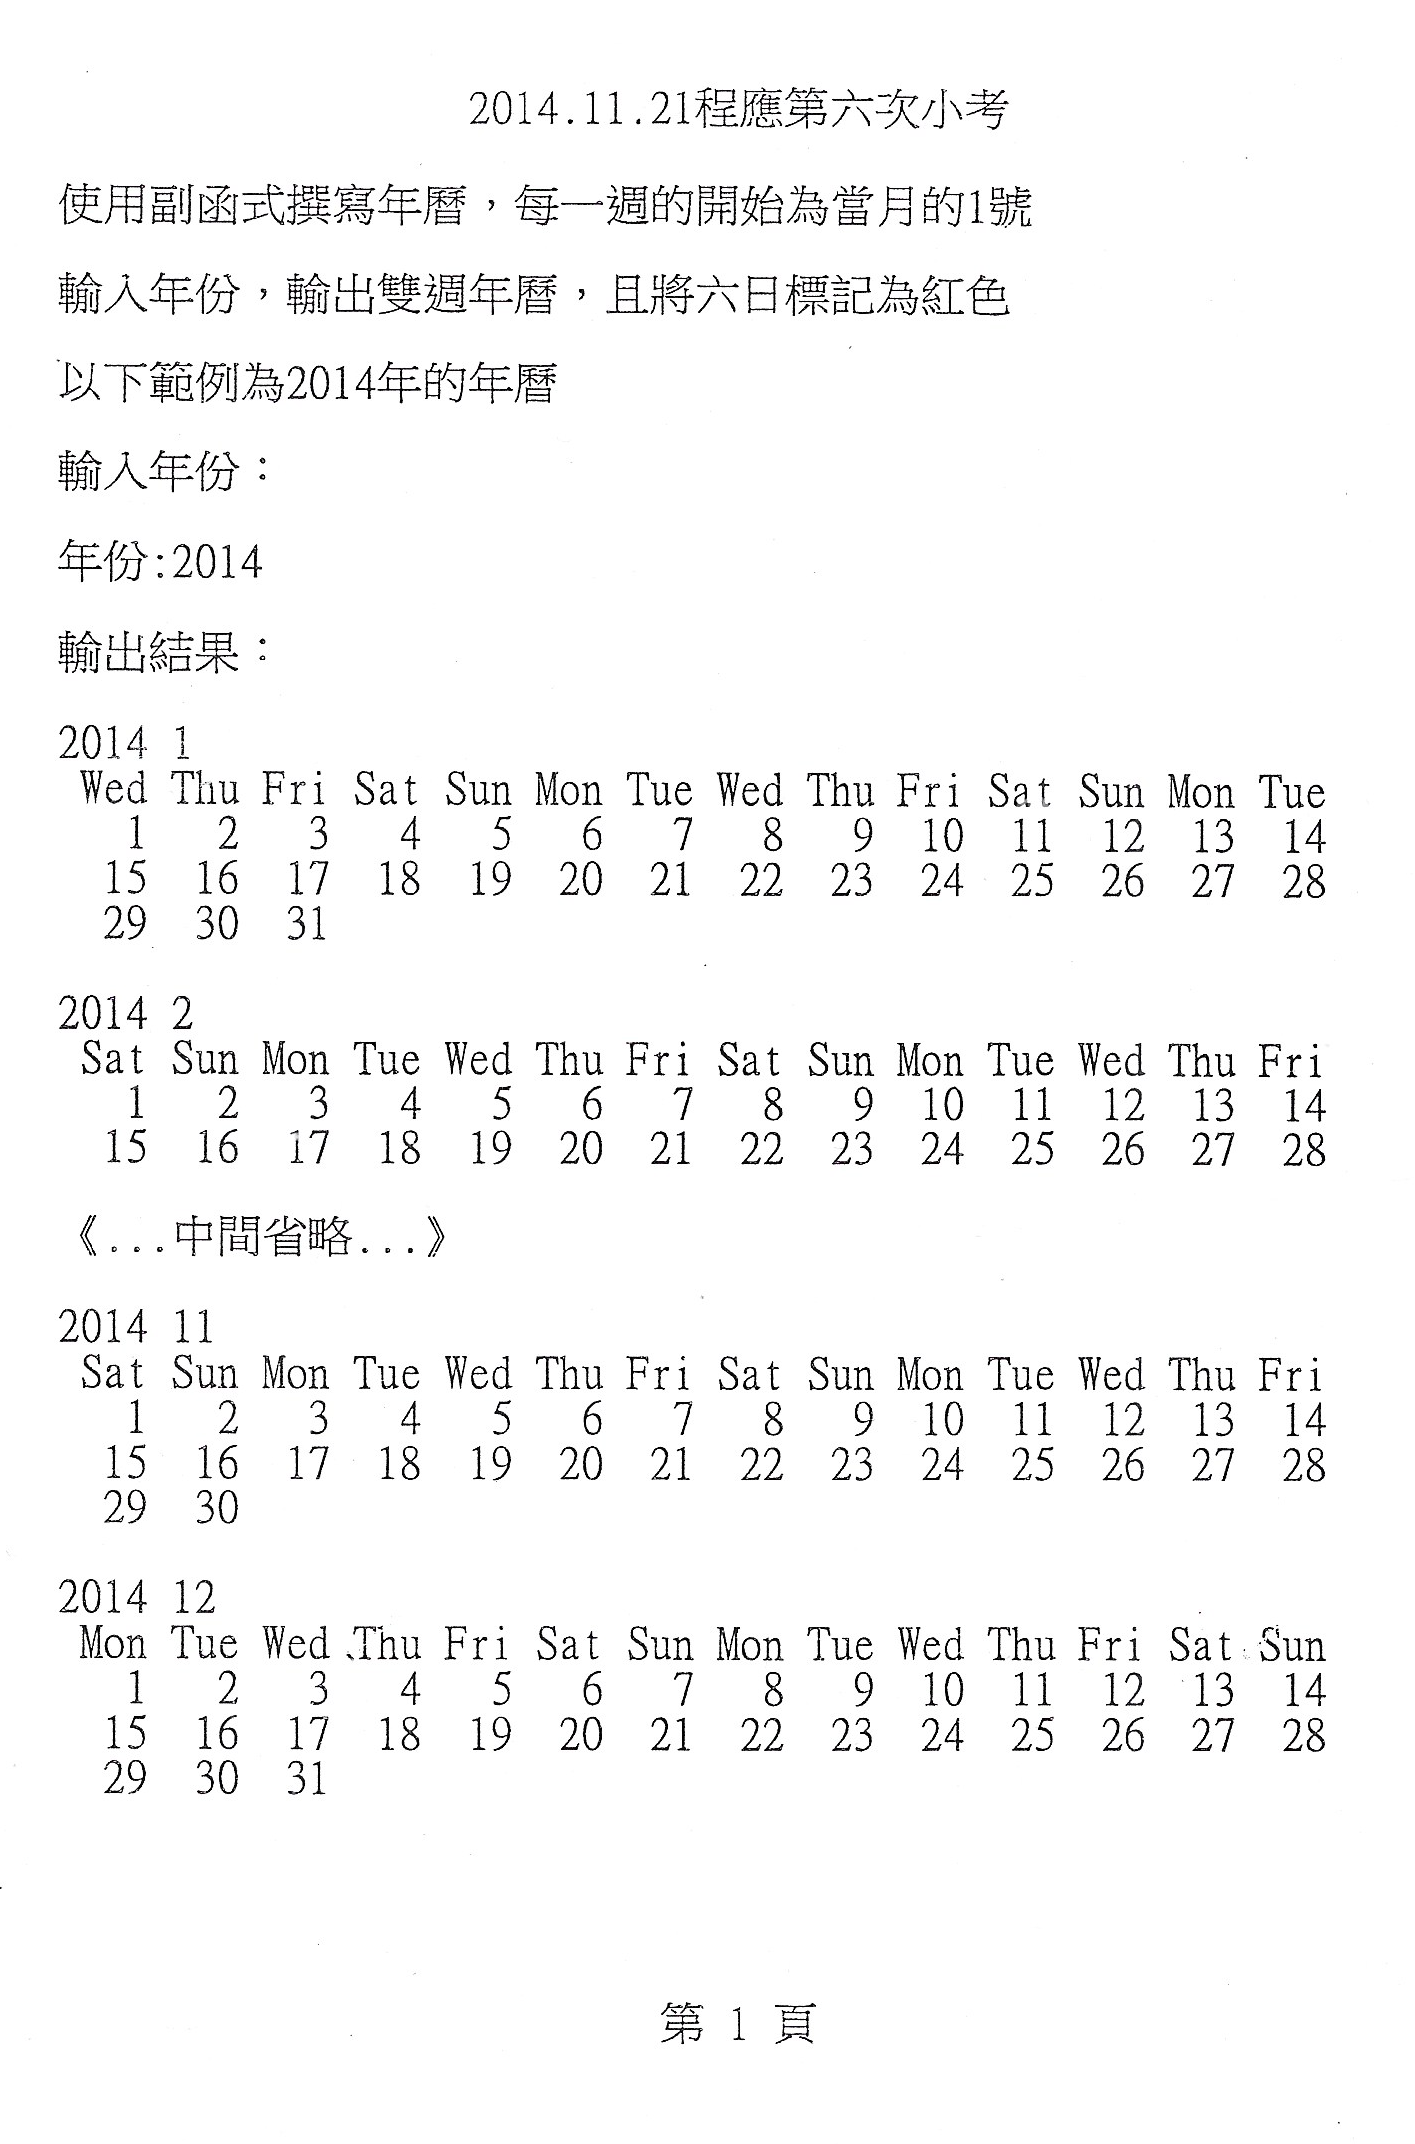 2014.11.21程應第六次小考
使用副函式撰寫年曆，每一週的開始為當月的1號
輸入年份，輸出雙週年曆，且將六日標記為紅色
以下範例為2014年的年曆
輸入年份：
年份:2014
輸出結果：
2014 1
Wed Thu Fri Sat Sun Mon Tue Wed Thu Fri Sat Sun Mon Tue
1 2 3 4 5 6 7 8 9 10 11 12 13 14
15 16 17 18 19 20 21 22 23 24 25 26 27 28
29 30 31
2014 2
Sat Sun Mon Tue Wed Thu Fri Sat Sun Mon Tue Wed Thu Fri
1 2 3 4 5 6 7 8 9 10 11 12 13 14
15 16 17 18 19 20 21 22 23 24 25 26 27 28
《...中間省略...》
2014 11
Sat Sun Mon Tue Wed Thu Fri Sat Sun Mon Tue Wed Thu Fri
1 2 3 4 5 6 7 8 9 10 11 12 13 14
15 16 17 18 19 20 21 22 23 24 25 26 27 28
29 30
2014 12
Mon Tue Wed Thu Fri Sat Sun Mon Tue Wed Thu Fri Sat Sun
1 2 3 4 5 6 7 8 9 10 11 12 13 14
15 16 17 18 19 20 21 22 23 24 25 26 27 28
29 30 31
第 1 頁